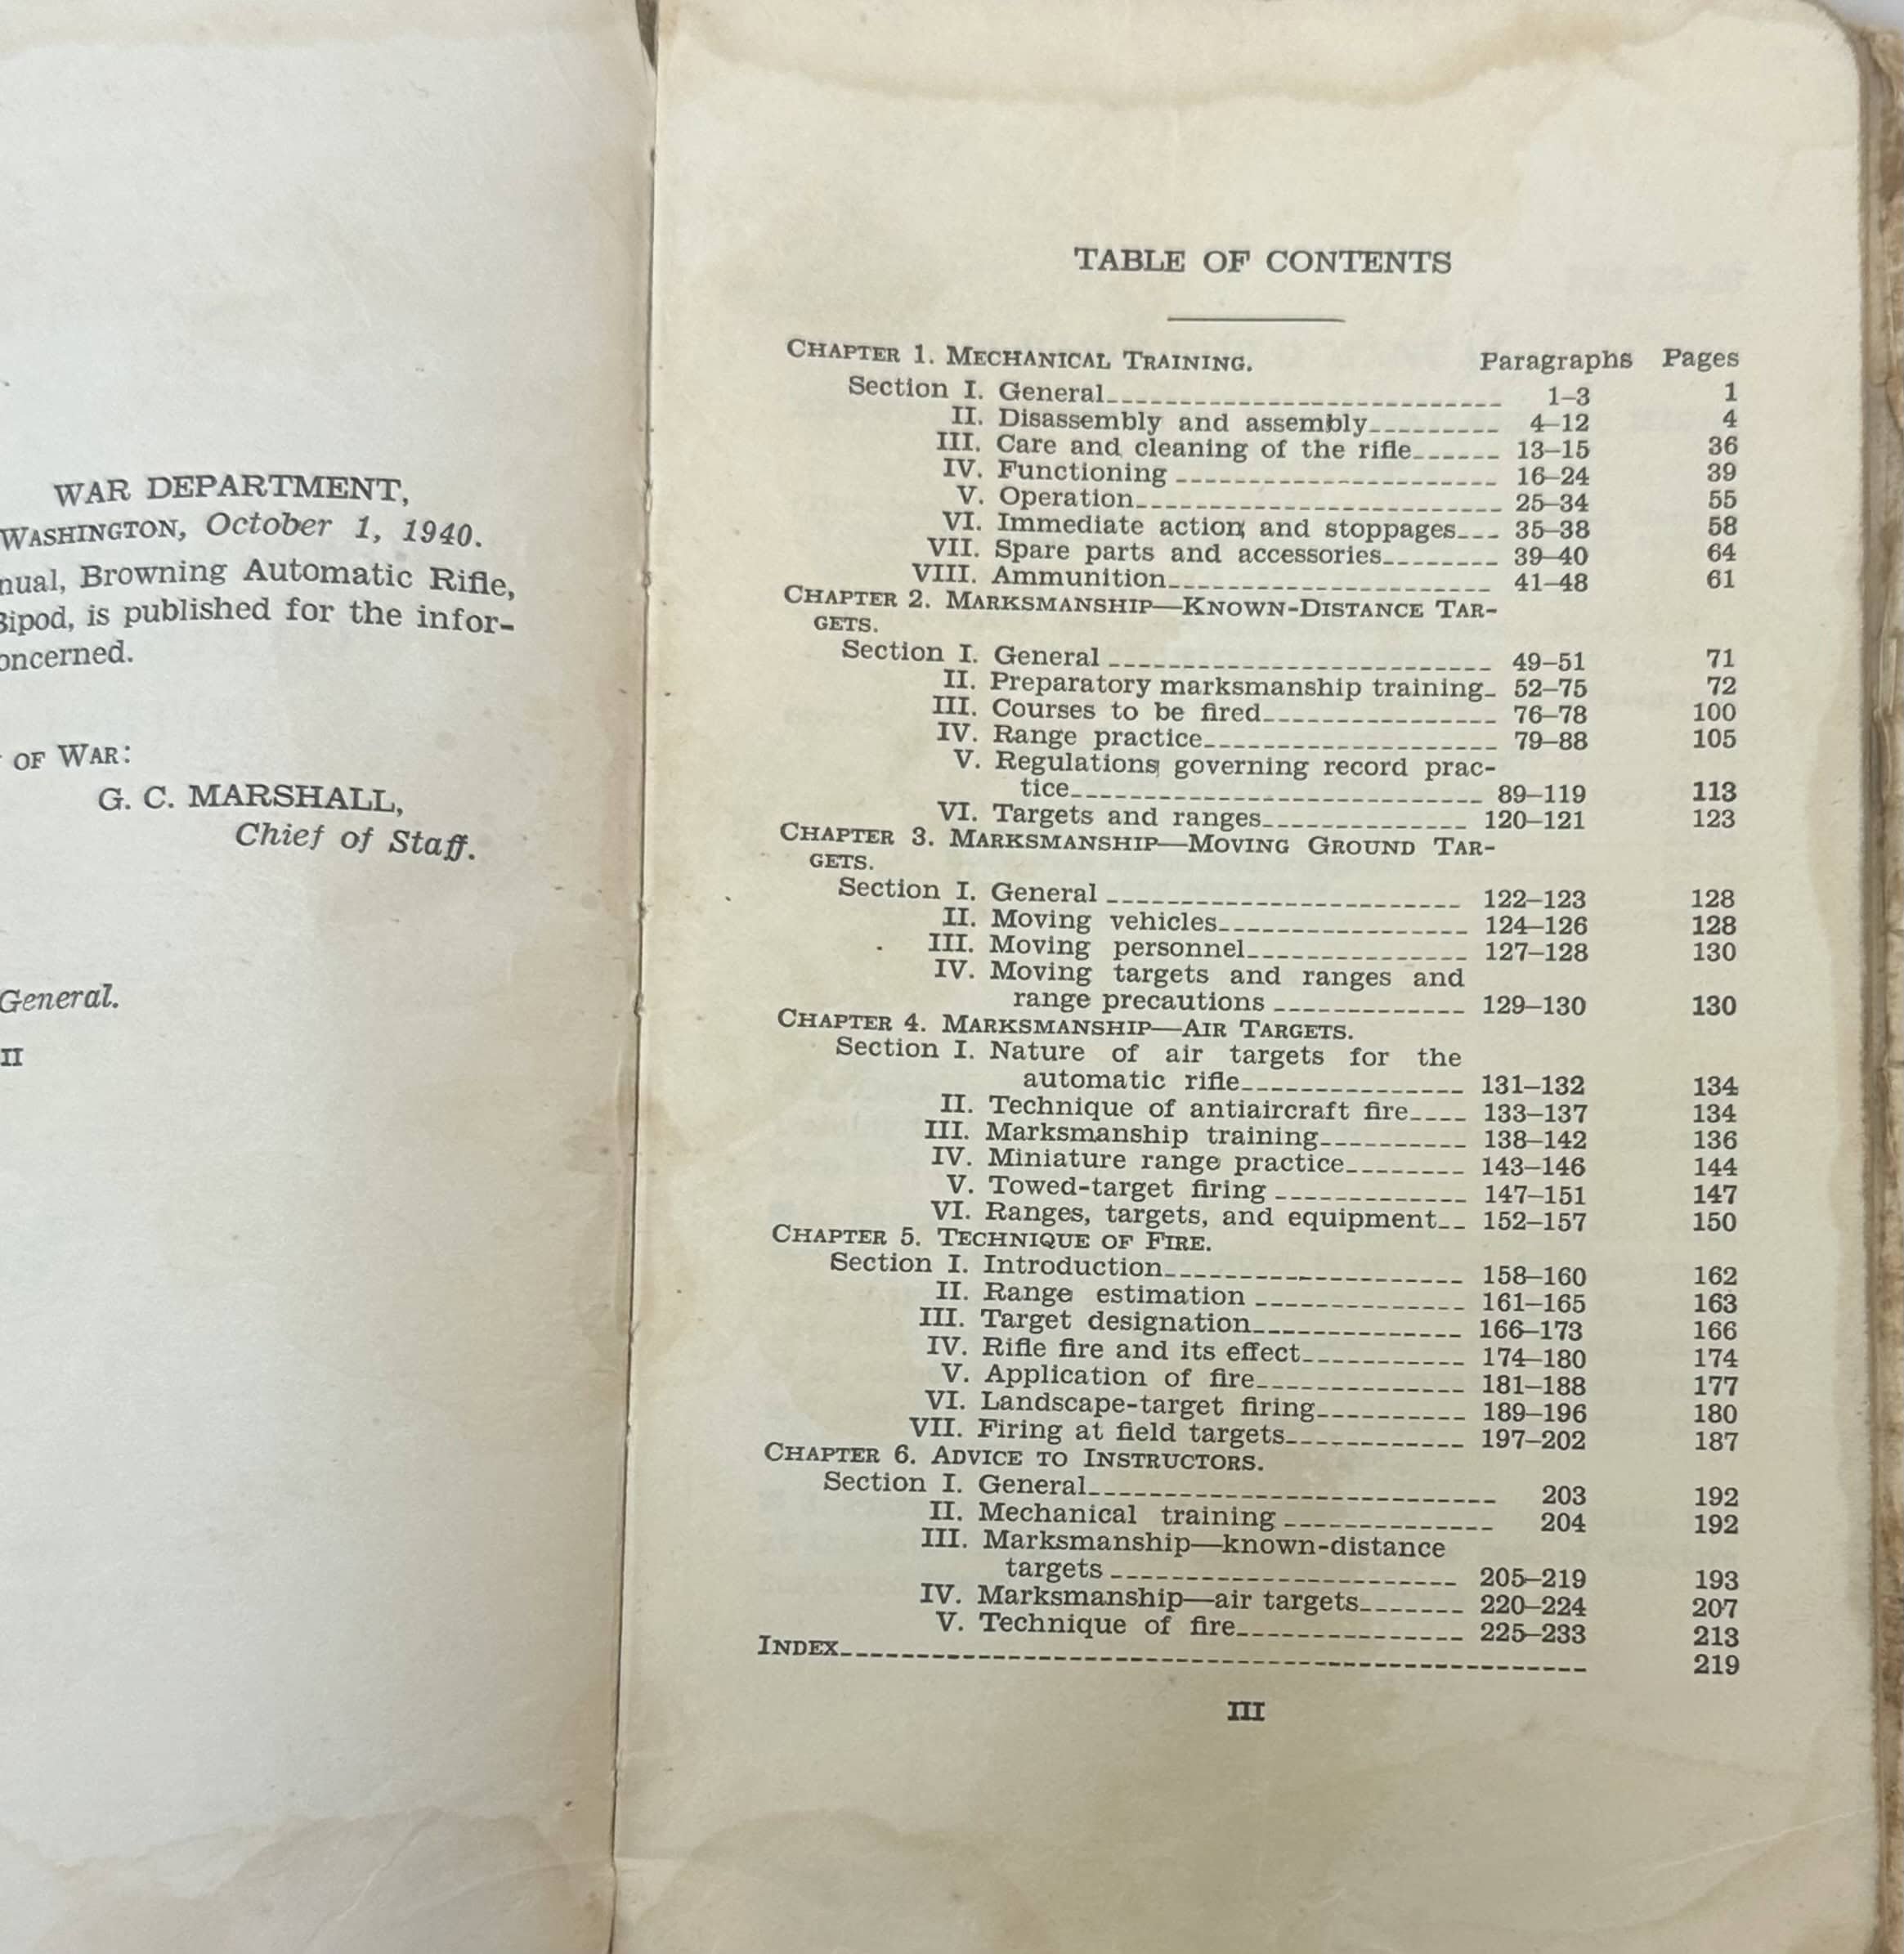 WAR DEPARTMENT,
WASHINGTON, October 1, 1940.
nual, Browning Automatic Rifle,
Bipod, is published for the infor-
oncerned.
OF WAR:
G. C. MARSHALL,
Chief of Staff.
General.
II
TABLE OF CONTENTS
CHAPTER 1. MECHANICAL TRAINING. Paragraphs Pages
Section I. General 1–3 1
II. Disassembly and assembly 4–12 4
III. Care and cleaning of the rifle 13–15 36
IV. Functioning 16–24 39
V. Operation 25–34 55
VI. Immediate action and stoppages 35–38 58
VII. Spare parts and accessories 39–40 64
VIII. Ammunition 41–48 61
CHAPTER 2. MARKSMANSHIP—KNOWN-DISTANCE TAR-
GETS.
Section I. General 49–51 71
II. Preparatory marksmanship training 52–75 72
III. Courses to be fired 76–78 100
IV. Range practice 79–88 105
V. Regulations governing record prac-
tice 89–119 113
VI. Targets and ranges 120–121 123
CHAPTER 3. MARKSMANSHIP—MOVING GROUND TAR-
GETS.
Section I. General 122–123 128
II. Moving vehicles 124–126 128
III. Moving personnel 127–128 130
IV. Moving targets and ranges and
range precautions 129–130 130
CHAPTER 4. MARKSMANSHIP—AIR TARGETS.
Section I. Nature of air targets for the
automatic rifle 131–132 134
II. Technique of antiaircraft fire 133–137 134
III. Marksmanship training 138–142 136
IV. Miniature range practice 143–146 144
V. Towed-target firing 147–151 147
VI. Ranges, targets, and equipment 152–157 150
CHAPTER 5. TECHNIQUE OF FIRE.
Section I. Introduction 158–160 162
II. Range estimation 161–165 163
III. Target designation 166–173 166
IV. Rifle fire and its effect 174–180 174
V. Application of fire 181–188 177
VI. Landscape-target firing 189–196 180
VII. Firing at field targets 197–202 187
CHAPTER 6. ADVICE TO INSTRUCTORS.
Section I. General 203 192
II. Mechanical training 204 192
III. Marksmanship—known-distance
targets 205–219 193
IV. Marksmanship—air targets 220–224 207
V. Technique of fire 225–233 213
INDEX 219
III